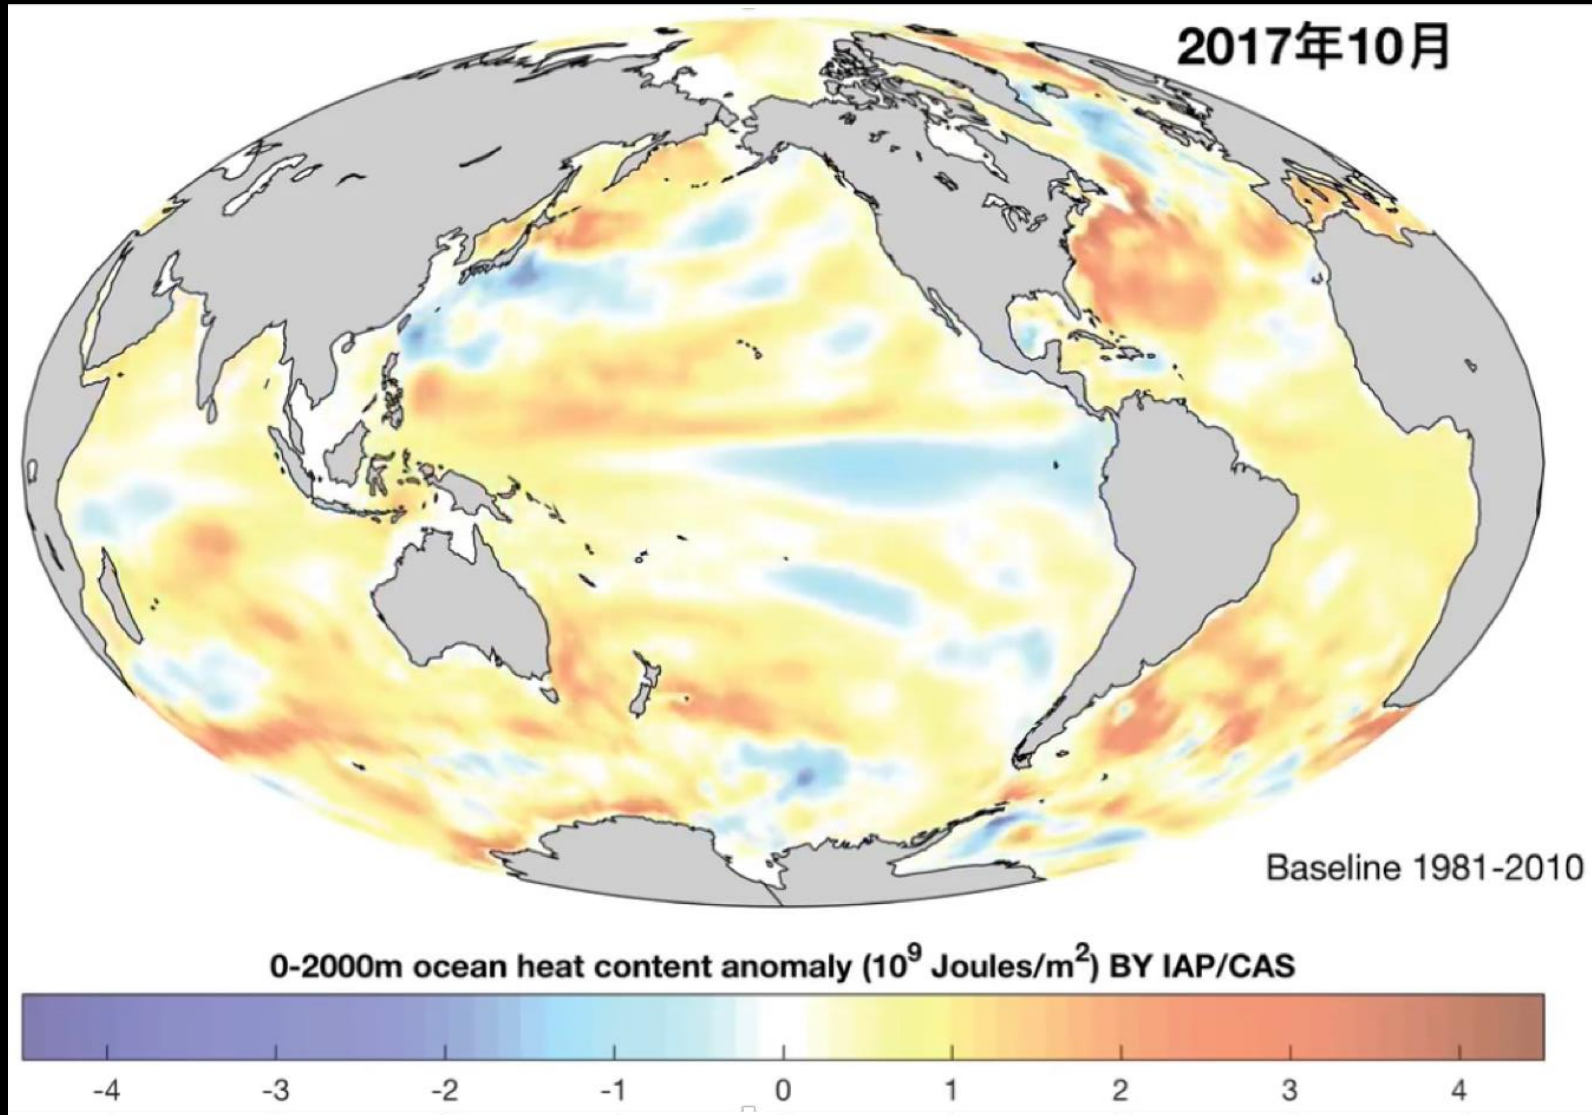 2017年10月
Baseline 1981-2010
0-2000m ocean heat content anomaly (10⁹ Joules/m²) BY IAP/CAS
-4 -3 -2 -1 0 1 2 3 4